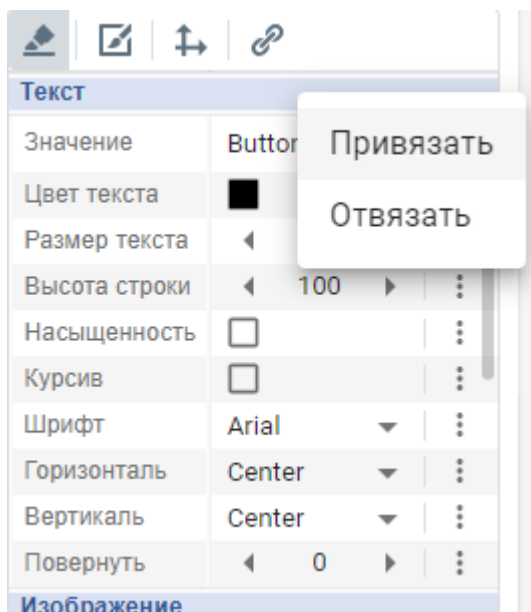 Текст
Значение Button
Привязать
Цвет текста
Отвязать
Размер текста
Высота строки 100
Насыщенность
Курсив
Шрифт Arial
Горизонталь Center
Вертикаль Center
Повернуть 0
Изображение